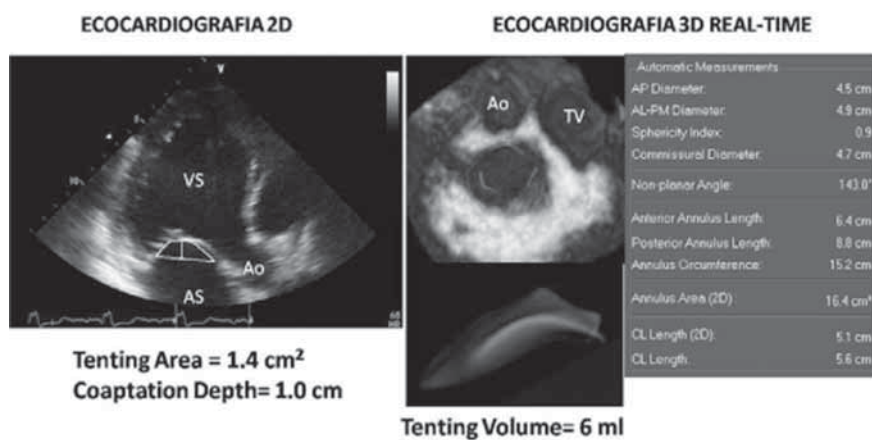 ECOCARDIOGRAFIA 2D
V
VS
Ao
AS
Tenting Area = 1.4 cm²
Coaptation Depth= 1.0 cm
ECOCARDIOGRAFIA 3D REAL-TIME
Ao
TV
Tenting Volume= 6 ml
Automatic Measurements
AP Diameter: 4.5 cm
AL-PM Diameter: 4.9 cm
Sphericity Index: 0.9
Commissural Diameter: 4.7 cm
Non-planar Angle: 143.0°
Anterior Annulus Length: 6.4 cm
Posterior Annulus Length: 8.8 cm
Annulus Circumference: 15.2 cm
Annulus Area (2D): 16.4 cm²
CL Length (2D): 5.1 cm
CL Length: 5.6 cm